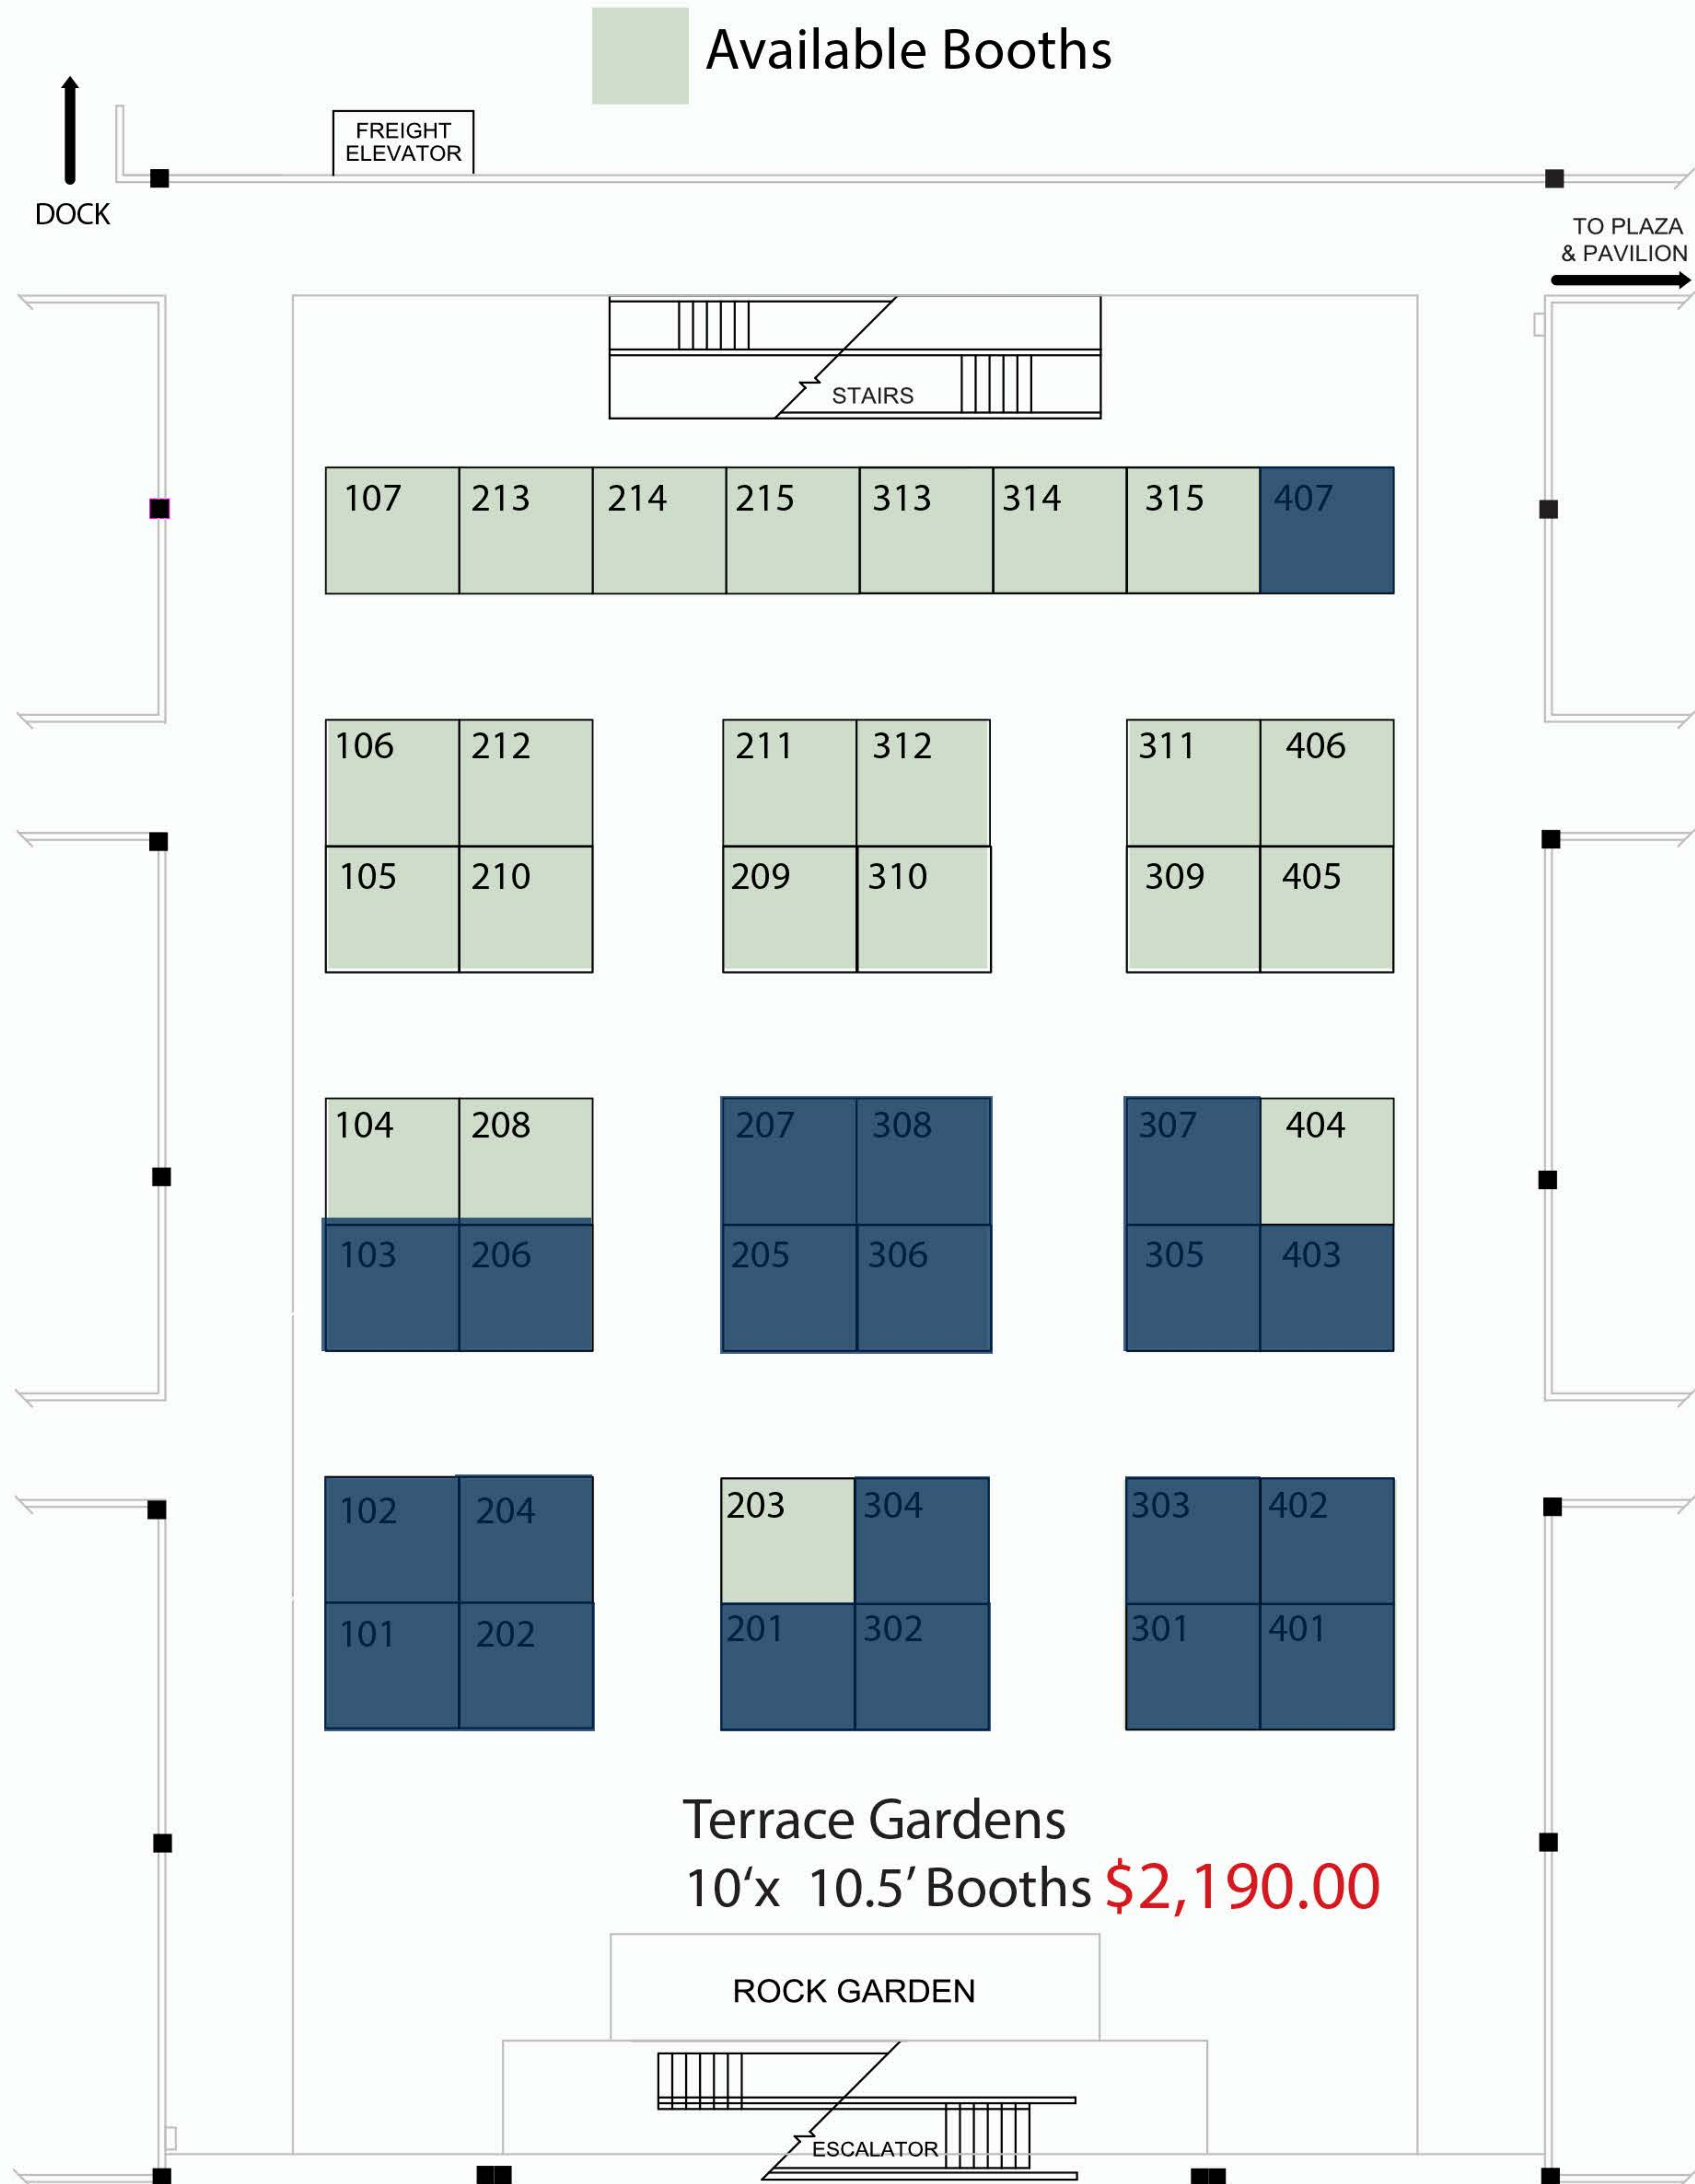 Available Booths
FREIGHT
ELEVATOR
DOCK
TO PLAZA
& PAVILION
STAIRS
107 213 214 215 313 314 315 407
106 212 211 312 311 406
105 210 209 310 309 405
104 208 207 308 307 404
103 206 205 306 305 403
102 204 203 304 303 402
101 202 201 302 301 401
Terrace Gardens
10‘x 10.5’ Booths $2,190.00
ROCK GARDEN
ESCALATOR